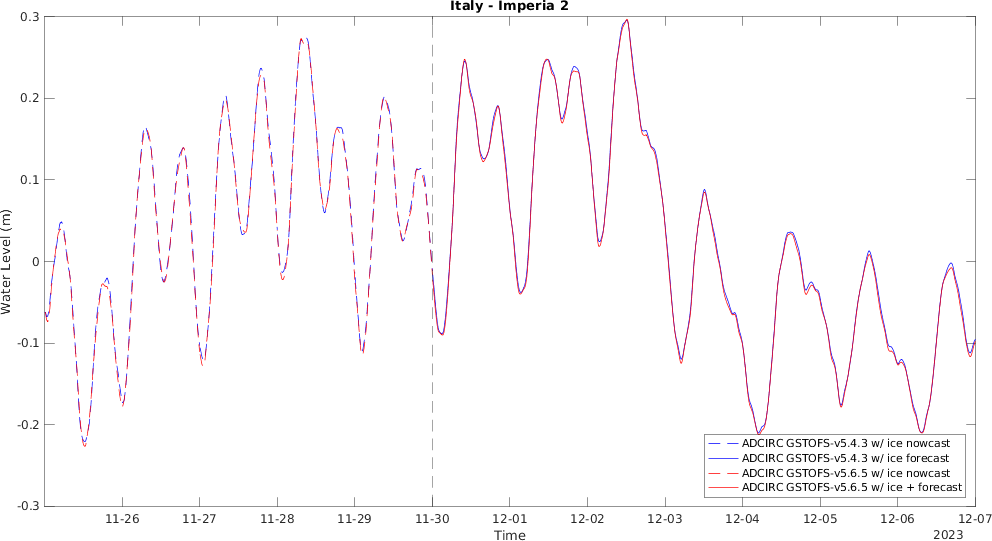 Italy - Imperia 2
Water Level (m)
0.3
0.2
0.1
0
-0.1
-0.2
-0.3
11-26
11-27
11-28
11-29
11-30
12-01
12-02
12-03
12-04
12-05
12-06
12-07
Time
2023
ADCIRC GSTOFS-v5.4.3 w/ ice nowcast
ADCIRC GSTOFS-v5.4.3 w/ ice forecast
ADCIRC GSTOFS-v5.6.5 w/ ice nowcast
ADCIRC GSTOFS-v5.6.5 w/ ice + forecast